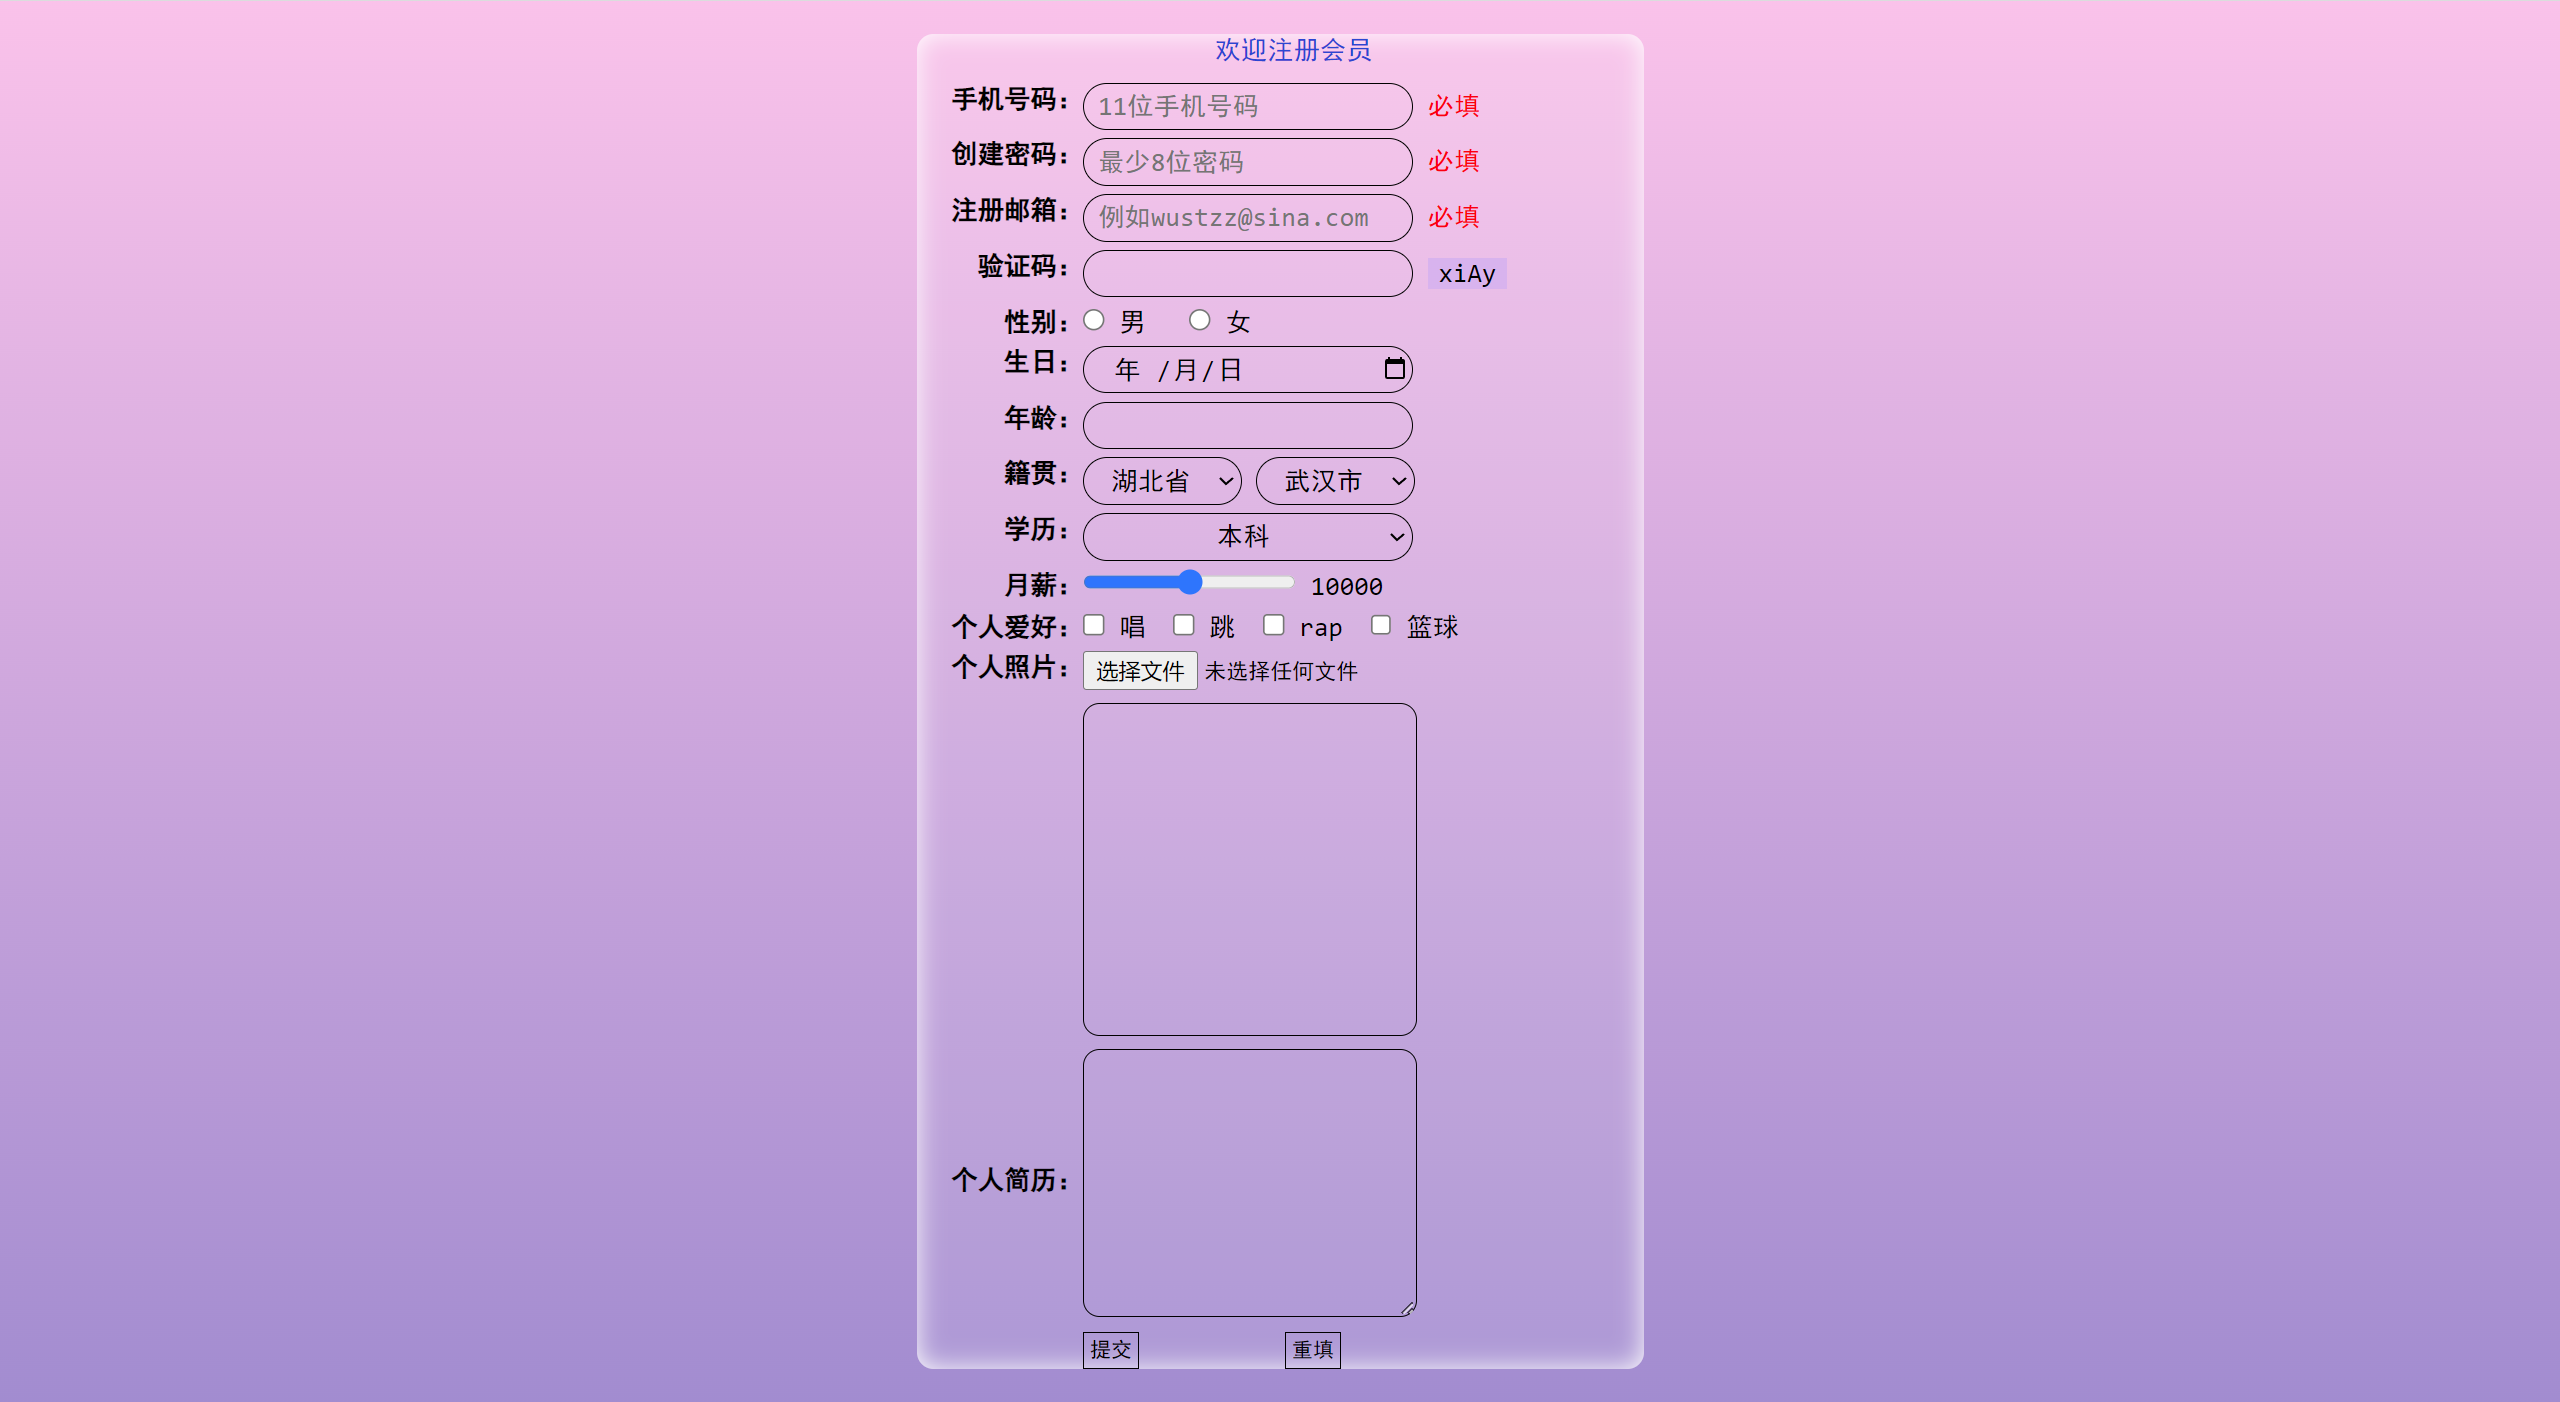 欢迎注册会员
手机号码： 11位手机号码 必填
创建密码： 最少8位密码 必填
注册邮箱： 例如wustzz@sina.com 必填
验证码： xiAy
性别： 男 女
生日： 年 /月/日
年龄：
籍贯： 湖北省 武汉市
学历： 本科
月薪： 10000
个人爱好： 唱 跳 rap 篮球
个人照片： 选择文件 未选择任何文件
个人简历：
提交 重填